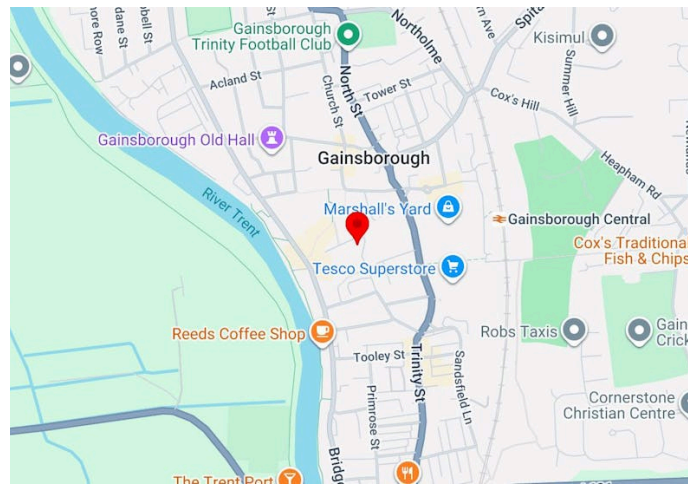 Gainsborough
Trinity Football Club
Northolme
Kisimul
Acland St
North St
Tower St
Church St
Cox's Hill
Summer Hill
Heapham Rd
Gainsborough Old Hall
Gainsborough
River Trent
Marshall's Yard
Gainsborough Central
Cox's Traditional
Fish & Chips
Tesco Superstore
Reeds Coffee Shop
Robs Taxis
Tooley St
Trinity St
Sandsfield Ln
Primrose St
Cornerstone
Christian Centre
The Trent Port